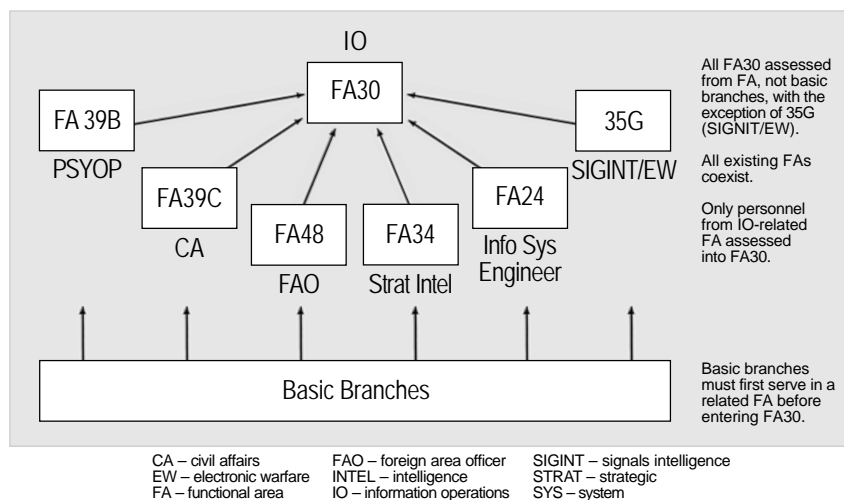 IO
FA30
FA 39B
PSYOP
35G
SIGINT/EW
FA39C
CA
FA48
FAO
FA34
Strat Intel
FA24
Info Sys
Engineer
All FA30 assessed
from FA, not basic
branches, with the
exception of 35G
(SIGNIT/EW).
All existing FAs
coexist.
Only personnel
from IO-related
FA assessed
into FA30.
Basic Branches
Basic branches
must first serve in a
related FA before
entering FA30.
CA – civil affairs
EW – electronic warfare
FA – functional area
FAO – foreign area officer
INTEL – intelligence
IO – information operations
SIGINT – signals intelligence
STRAT – strategic
SYS – system